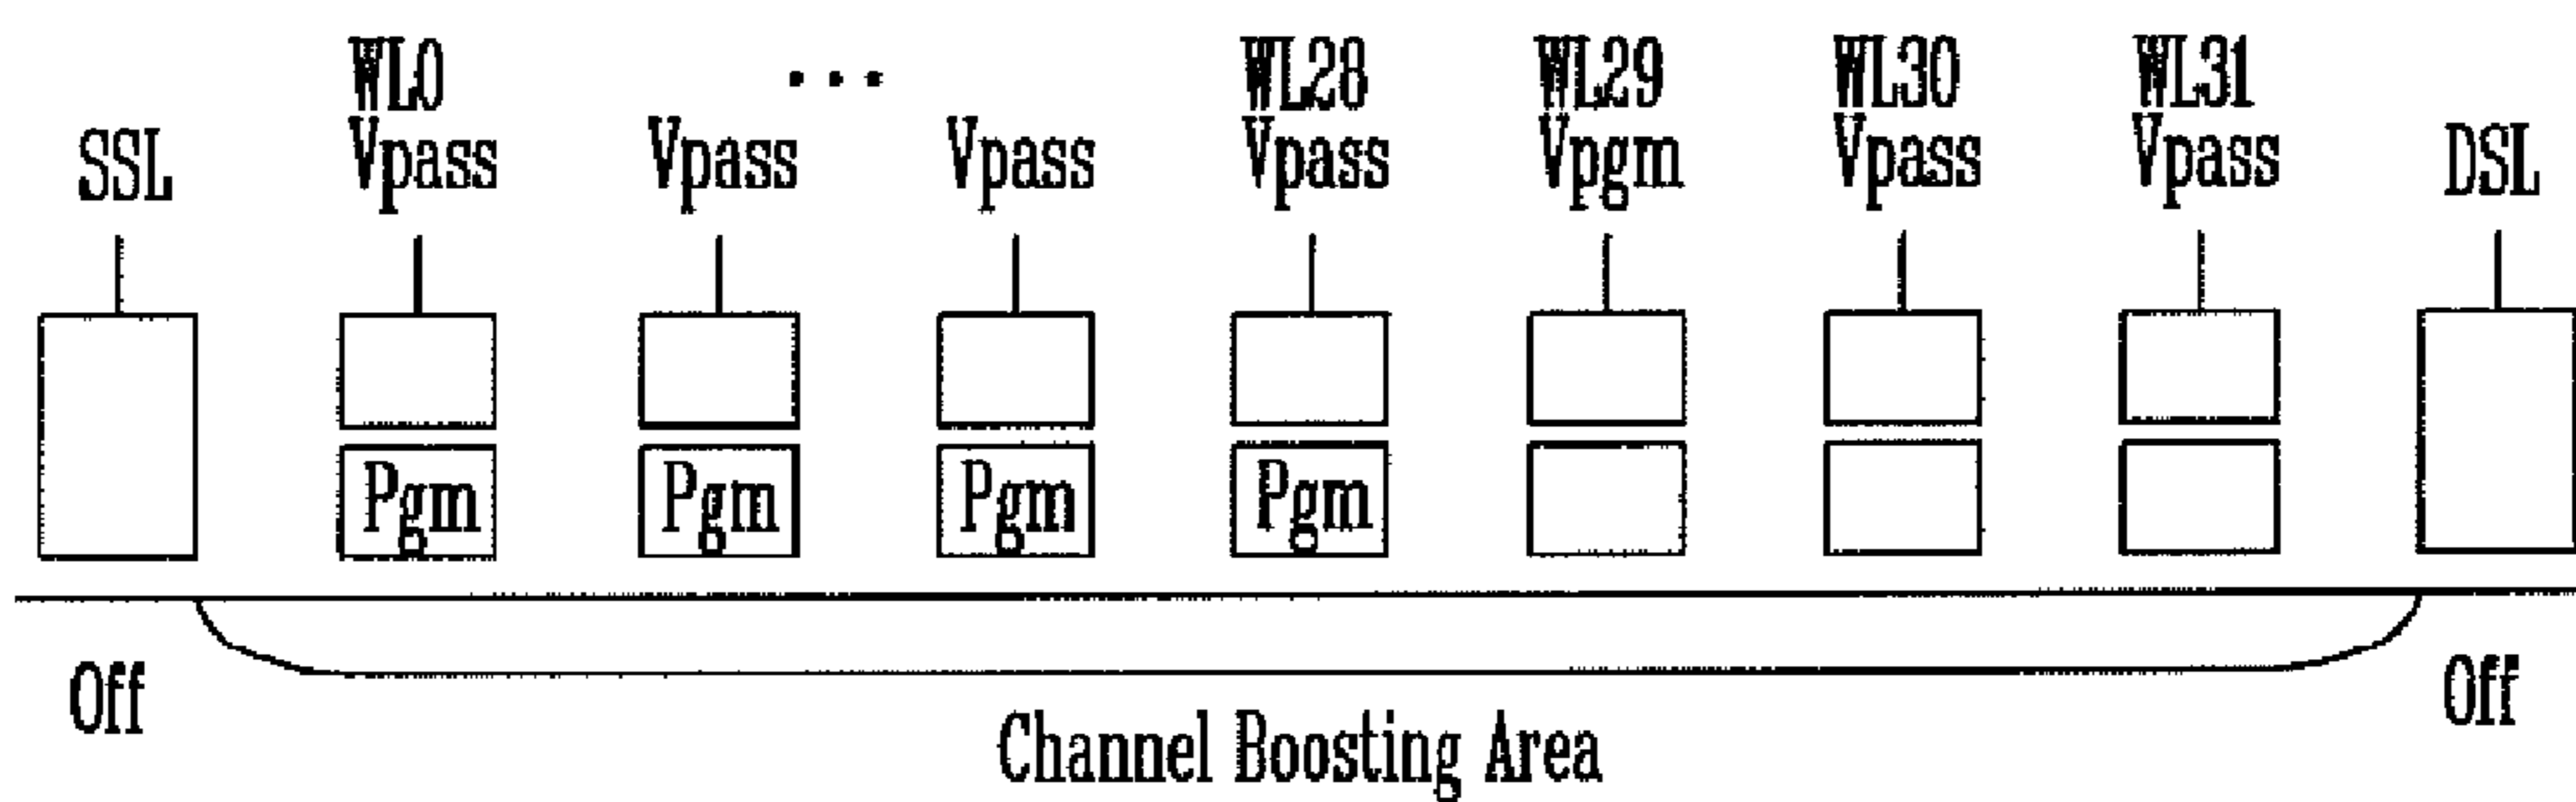 WL0 ... WL28 WL29 WL30 WL31
SSL Vpass Vpass Vpass Vpass Vpgm Vpass Vpass DSL
Pgm Pgm Pgm Pgm
Off Off
Channel Boosting Area